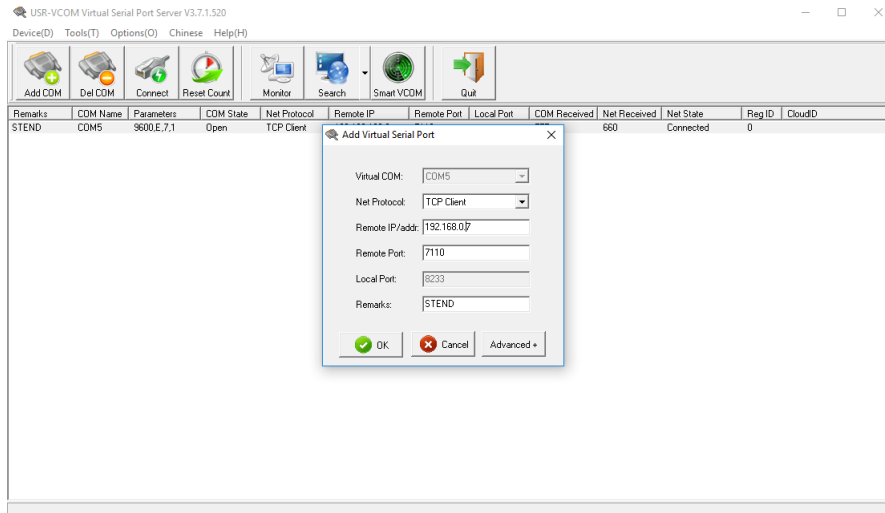 USR-VCOM Virtual Serial Port Server V3.7.1.520
Device(D) Tools(T) Options(O) Chinese Help(H)
Add COM Del COM Connect Reset Count Monitor Search Smart VCOM Quit
Remarks COM Name Parameters COM State Net Protocol Remote IP Remote Port Local Port COM Received Net Received Net State Reg ID CloudID
STEND COM5 9600,E,7,1 Open TCP Client 660 Connected 0
Add Virtual Serial Port
Virtual COM: COM5
Net Protocol: TCP Client
Remote IP/addr: 192.168.0.7
Remote Port: 7110
Local Port: 8233
Remarks: STEND
OK Cancel Advanced +